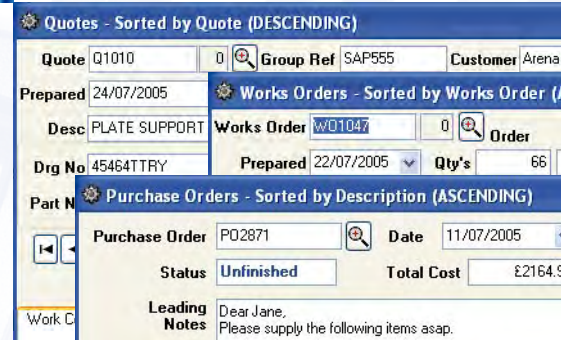 Quotes - Sorted by Quote (DESCENDING)
Quote Q1010 0 Group Ref SAP555 Customer Arena
Prepared 24/07/2005
Works Orders - Sorted by Works Order (A
Desc PLATE SUPPORT
Works Order WO1047 0 Order
Drg No 45464TTRY
Prepared 22/07/2005 Qty's 66
Part N
Purchase Orders - Sorted by Description (ASCENDING)
Purchase Order PO2871 Date 11/07/2005
Status Unfinished Total Cost £2164.9
Leading Notes
Dear Jane,
Please supply the following items asap.
Work C